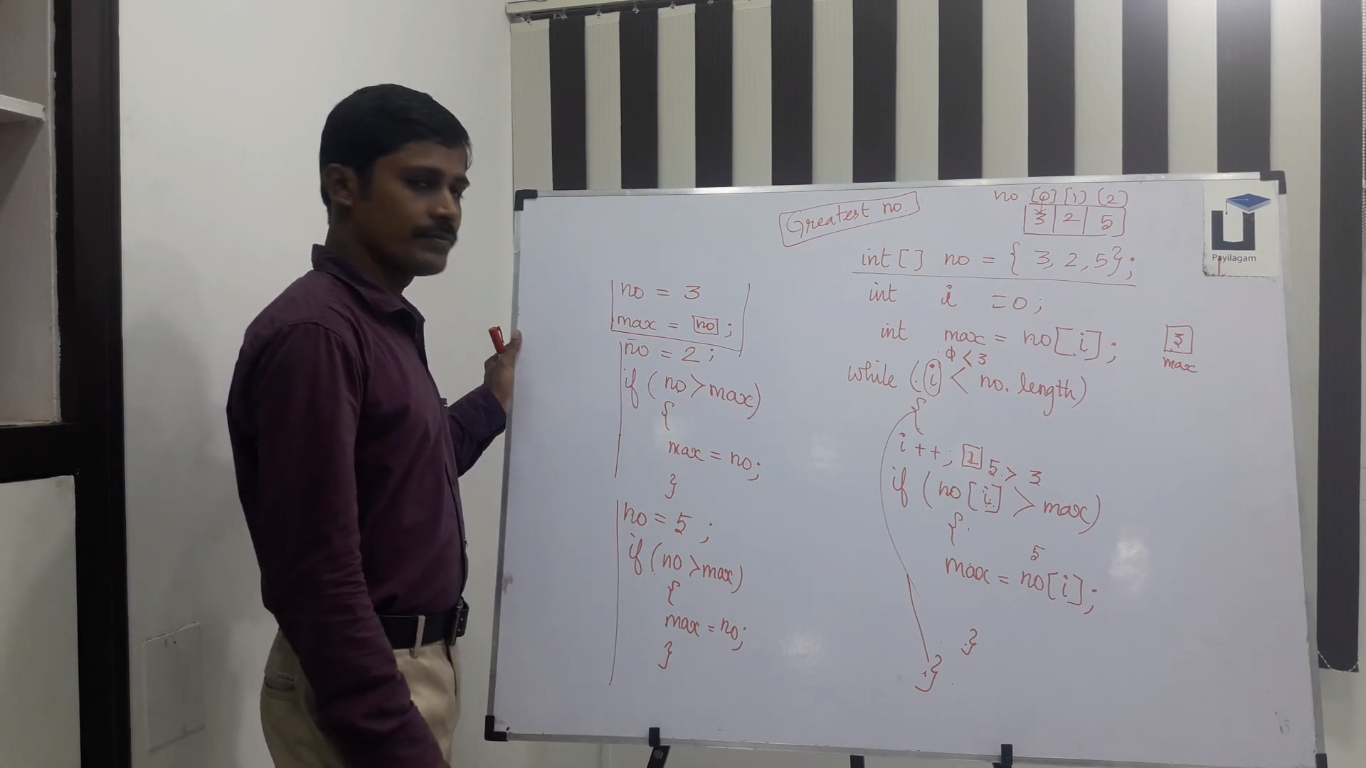 Greatest no.
no [0] [1] (2)
3 2 5
Payilagam
int [] no = { 3, 2, 5};
int i =0;
int max = no[i];
3
max
0 < 3
while (i < no. length)
{
i ++; 1
5 > 3
if (no[i] > max)
{
5
max = no[i];
}
}
no = 3
max = no ;
no = 2 ;
if (no >max)
{
max = no;
}
no = 5 ;
if (no >max)
{
max = no;
}